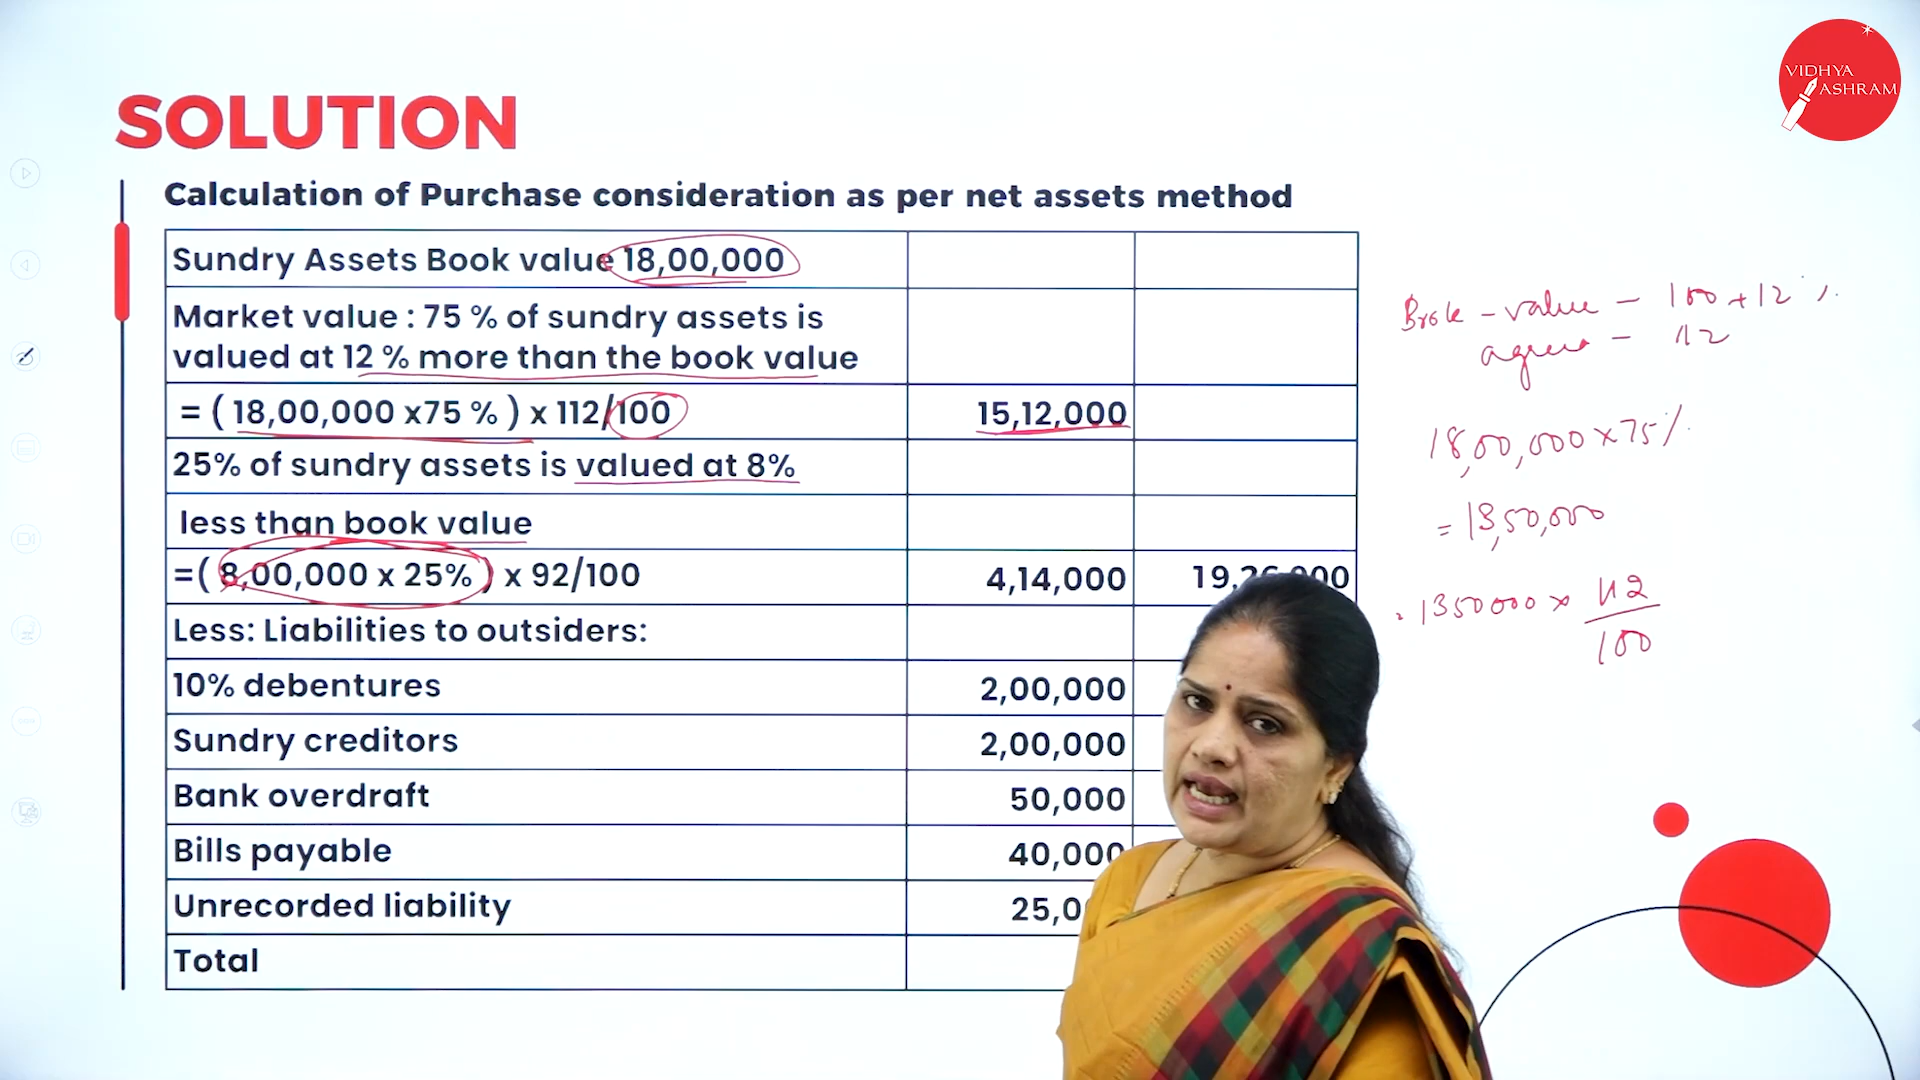 VIDHYA
ASHRAM
SOLUTION
Calculation of Purchase consideration as per net assets method
Sundry Assets Book value 18,00,000
Market value : 75 % of sundry assets is
valued at 12 % more than the book value
= ( 18,00,000 x75 % ) x 112/100 15,12,000
25% of sundry assets is valued at 8%
less than book value
=( 8,00,000 x 25% ) x 92/100 4,14,000
Less: Liabilities to outsiders:
10% debentures 2,00,000
Sundry creditors 2,00,000
Bank overdraft 50,000
Bills payable 40,000
Unrecorded liability
Total
Book - value - 100 + 12 %
- 112
18,00,000 x 75%
= 13,50,000
= 1350000 x 112
100